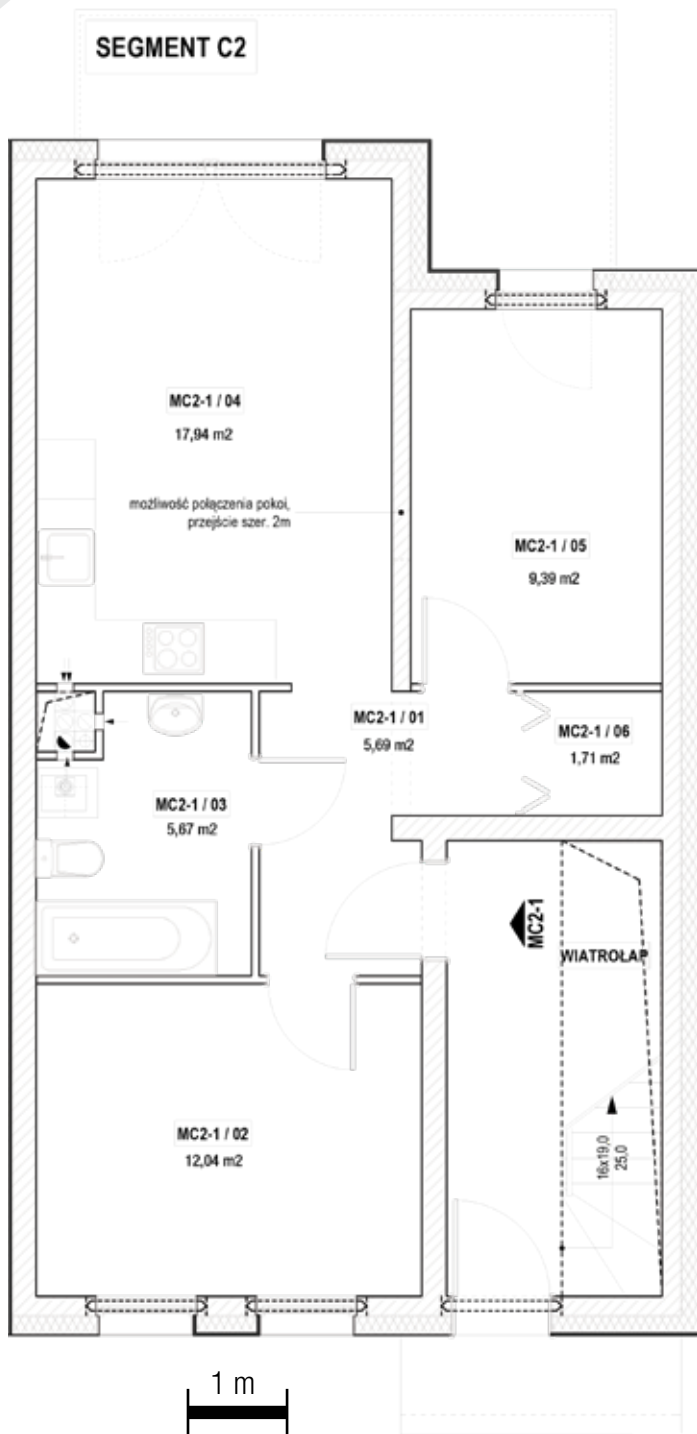 SEGMENT C2
MC2-1 / 04
17,94 m2
możliwość połączenia pokoi,
przejście szer. 2m
MC2-1 / 05
9,39 m2
MC2-1 / 01
5,69 m2
MC2-1 / 06
1,71 m2
MC2-1 / 03
5,67 m2
MC2-1
WIATROŁAP
MC2-1 / 02
12,04 m2
16x19,0
25,0
1 m